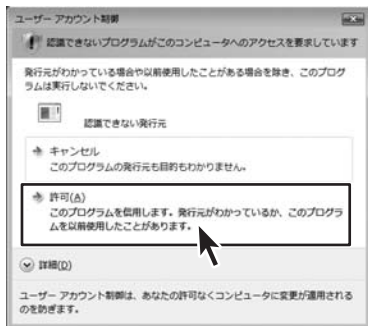 ユーザー アカウント制御
認識できないプログラムがこのコンピュータへのアクセスを要求しています
発行元がわかっている場合や以前使用したことがある場合を除き、このプログ
ラムは実行しないでください。
認識できない発行元
キャンセル
このプログラムの発行元も目的もわかりません。
許可(A)
このプログラムを信用します。発行元がわかっているか、このプログラ
ムを以前使用したことがあります。
詳細(D)
ユーザー アカウント制御は、あなたの許可なくコンピュータに変更が適用される
のを防ぎます。